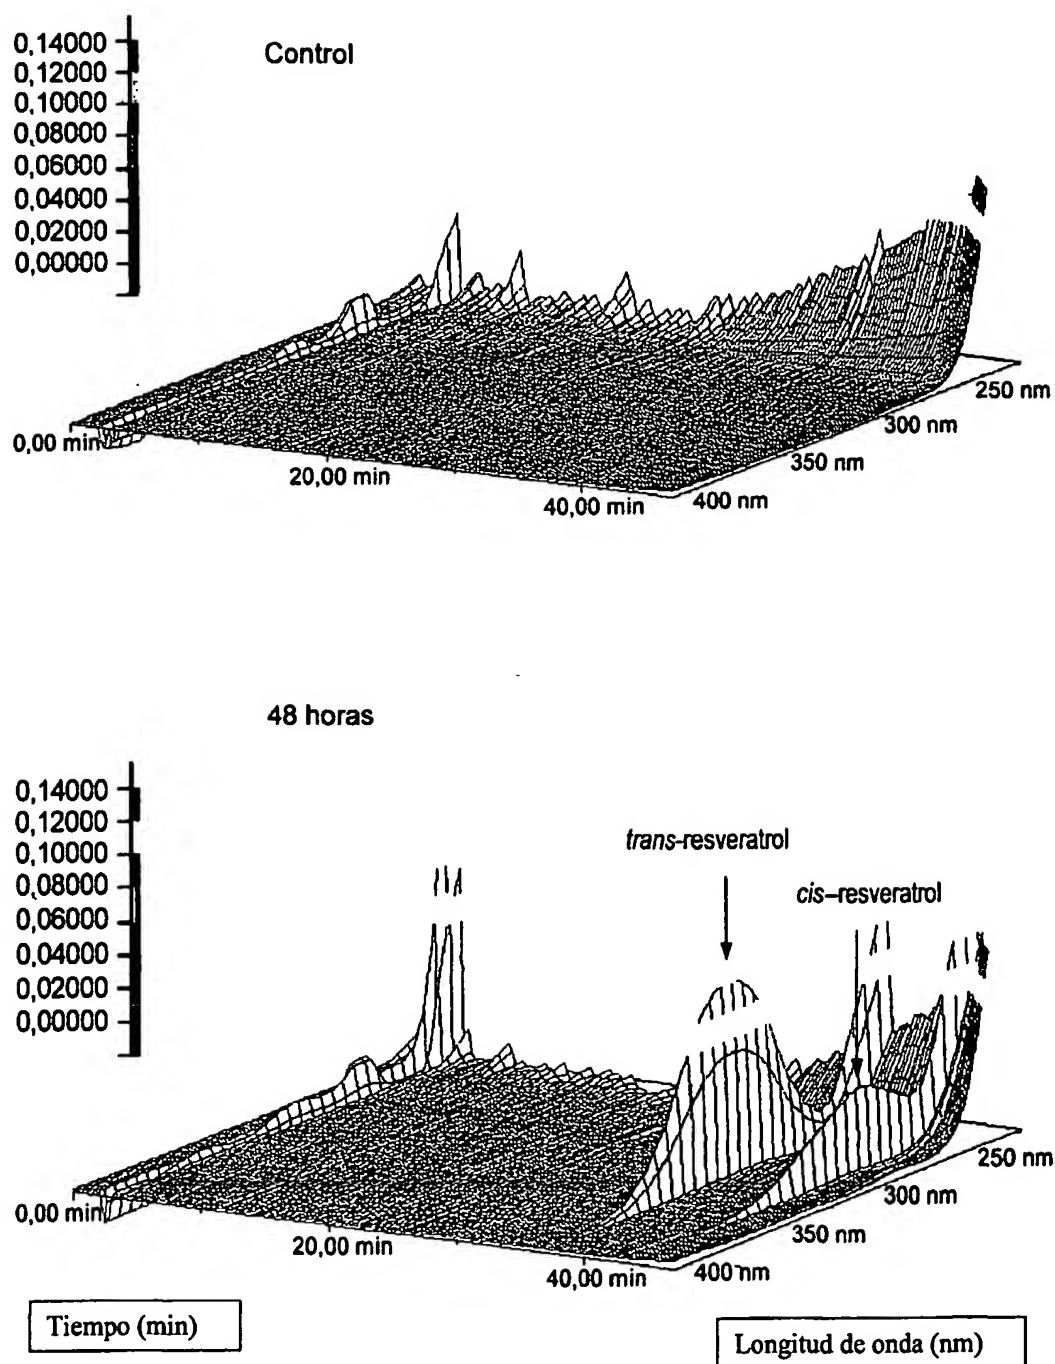 Control
0,14000
0,12000
0,10000
0,08000
0,06000
0,04000
0,02000
0,00000
0,00 min
20,00 min
40,00 min
400 nm
350 nm
300 nm
250 nm
48 horas
0,14000
0,12000
0,10000
0,08000
0,06000
0,04000
0,02000
0,00000
trans-resveratrol
cis–resveratrol
0,00 min
20,00 min
40,00 min
400 nm
350 nm
300 nm
250 nm
Tiempo (min)
Longitud de onda (nm)